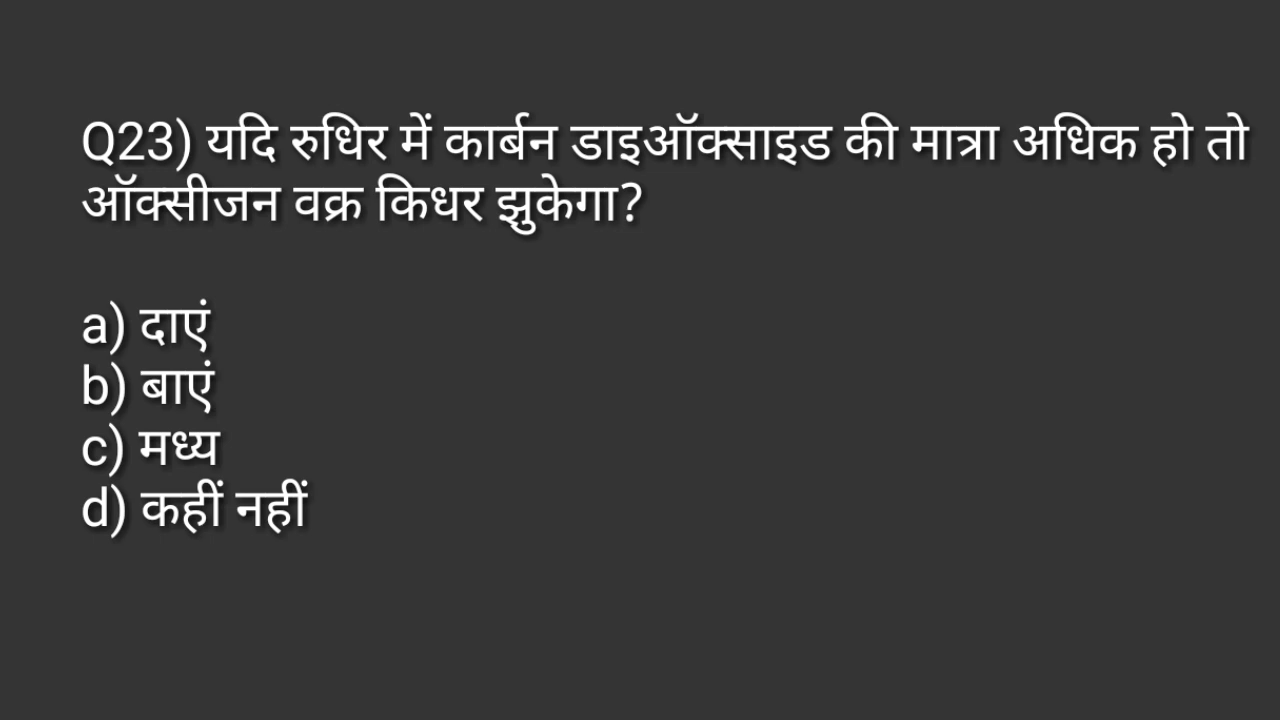 Q23) यदि रुधिर में कार्बन डाइऑक्साइड की मात्रा अधिक हो तो
ऑक्सीजन वक्र किधर झुकेगा?
a) दाएं
b) बाएं
c) मध्य
d) कहीं नहीं